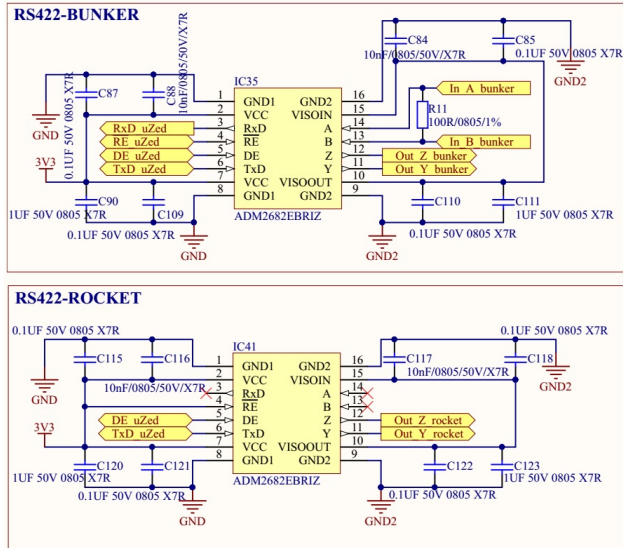 RS422-BUNKER
C84
10nF/0805/50V/X7R
C85
0.1UF 50V 0805 X7R
GND2
C87
0.1UF 50V 0805 X7R
C88
10nF/0805/50V/X7R
GND
IC35
1 GND1 GND2 16
2 VCC VISOIN 15
3 RxD A 14
4 RE B 13
5 DE Z 12
6 TxD Y 11
7 VCC VISOOUT 10
8 GND1 GND2 9
ADM2682EBRIZ
RxD_uZed
RE_uZed
DE_uZed
TxD_uZed
In_A_bunker
R11
100R/0805/1%
In_B_bunker
Out_Z_bunker
Out_Y_bunker
3V3
C90
1UF 50V 0805 X7R
C109
0.1UF 50V 0805 X7R
GND
C110
0.1UF 50V 0805 X7R
C111
1UF 50V 0805 X7R
GND2
RS422-ROCKET
0.1UF 50V 0805 X7R
C115
C116
10nF/0805/50V/X7R
GND
C117
10nF/0805/50V/X7R
0.1UF 50V 0805 X7R
C118
GND2
IC41
1 GND1 GND2 16
2 VCC VISOIN 15
3 RxD A 14
4 RE B 13
5 DE Z 12
6 TxD Y 11
7 VCC VISOOUT 10
8 GND1 GND2 9
ADM2682EBRIZ
DE_uZed
TxD_uZed
Out_Z_rocket
Out_Y_rocket
3V3
C120
1UF 50V 0805 X7R
C121
0.1UF 50V 0805 X7R
GND
C122
0.1UF 50V 0805 X7R
C123
1UF 50V 0805 X7R
GND2